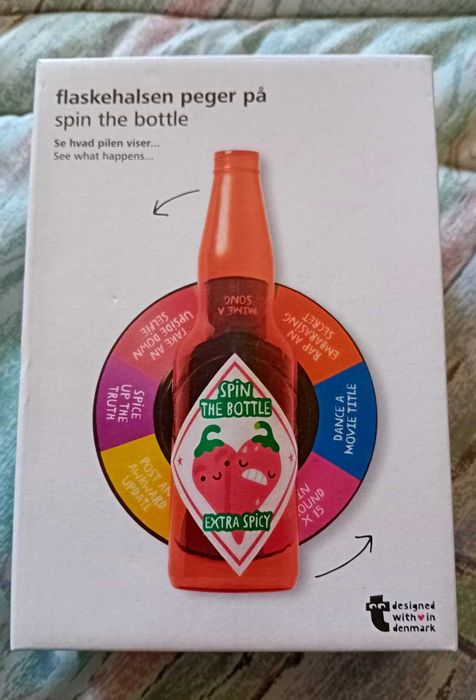 flaskehalsen peger på
spin the bottle
Se hvad pilen viser...
See what happens...
MIME A
SONG
TAKE AN
UPSIDE DOWN
SELFIE
RAP AN
EMBARASING
SECRET
SPICE
UP THE
TRUTH
DANCE A
MOVIE TITLE
POST AN
AWKWARD
UPDATE
X 15
SPIN
THE BOTTLE
EXTRA SPICY
designed
with♥in
denmark